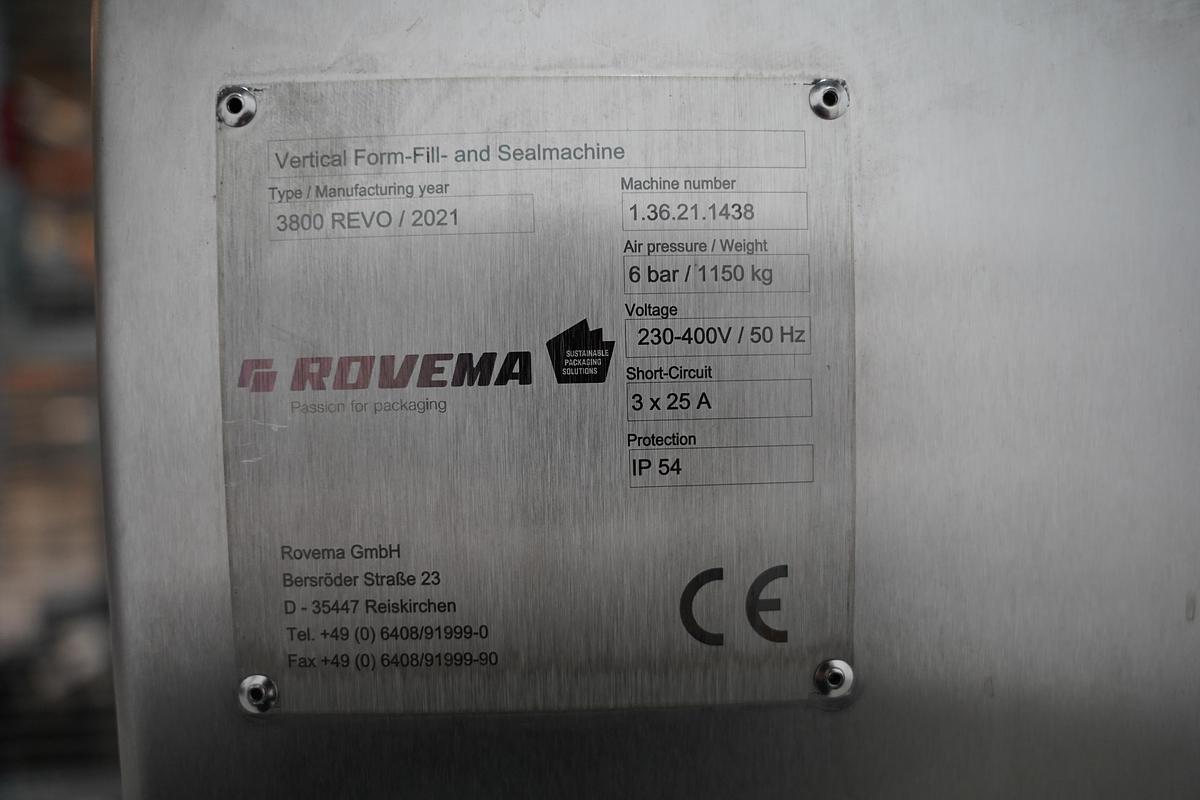 Vertical Form-Fill- and Sealmachine
Type / Manufacturing year
3800 REVO / 2021
Machine number
1.36.21.1438
Air pressure / Weight
6 bar / 1150 kg
Voltage
230-400V / 50 Hz
Short-Circuit
3 x 25 A
Protection
IP 54
ROVEMA
Passion for packaging
SUSTAINABLE
PACKAGING
SOLUTIONS
Rovema GmbH
Bersröder Straße 23
D - 35447 Reiskirchen
Tel. +49 (0) 6408/91999-0
Fax +49 (0) 6408/91999-90
CE